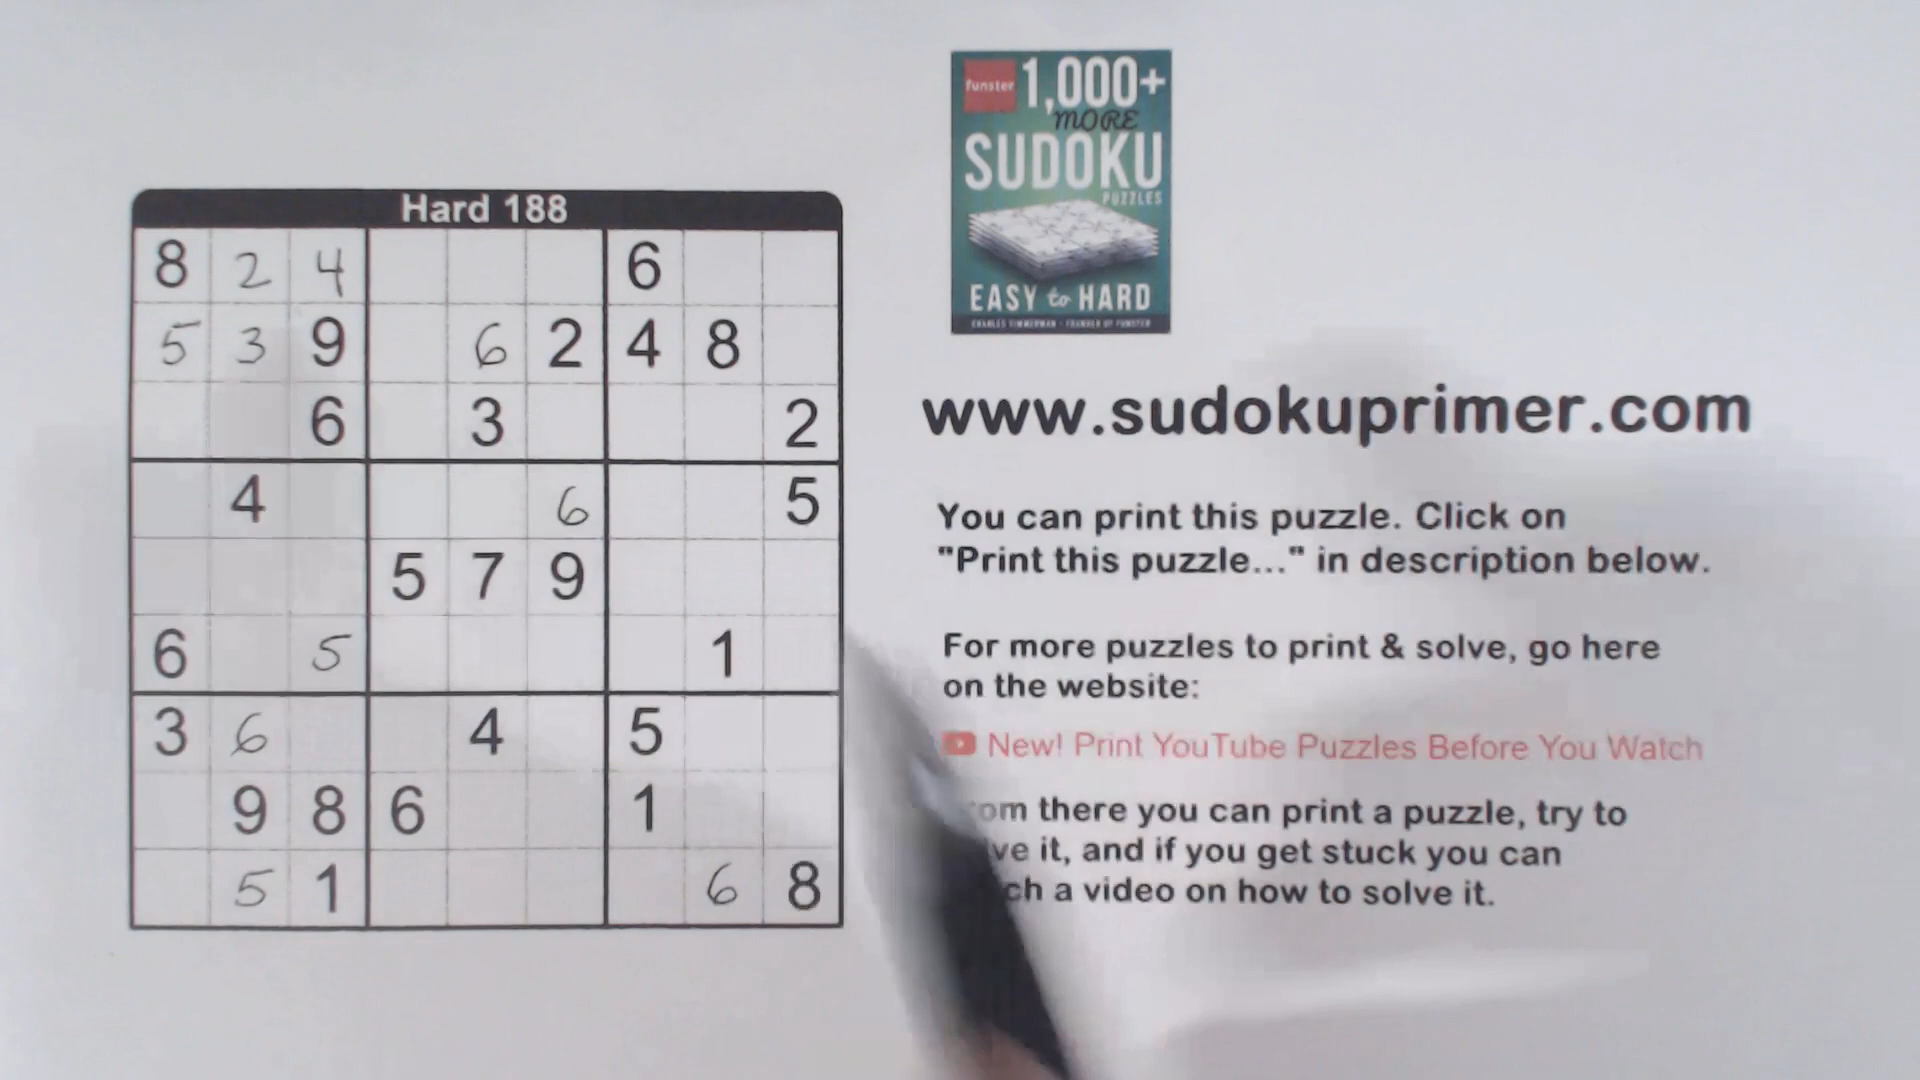 funster 1,000+
MORE
SUDOKU
PUZZLES
EASY to HARD
CHARLES TIMMERMAN - FOUNDER OF FUNSTER
Hard 188
8 2 4 6
5 3 9 6 2 4 8
6 3 2
4 6 5
5 7 9
6 5 1
3 6 4 5
9 8 6 1
5 1 6 8
www.sudokuprimer.com
You can print this puzzle. Click on
"Print this puzzle..." in description below.
For more puzzles to print & solve, go here
on the website:
New! Print YouTube Puzzles Before You Watch
there you can print a puzzle, try to
it, and if you get stuck you can
a video on how to solve it.